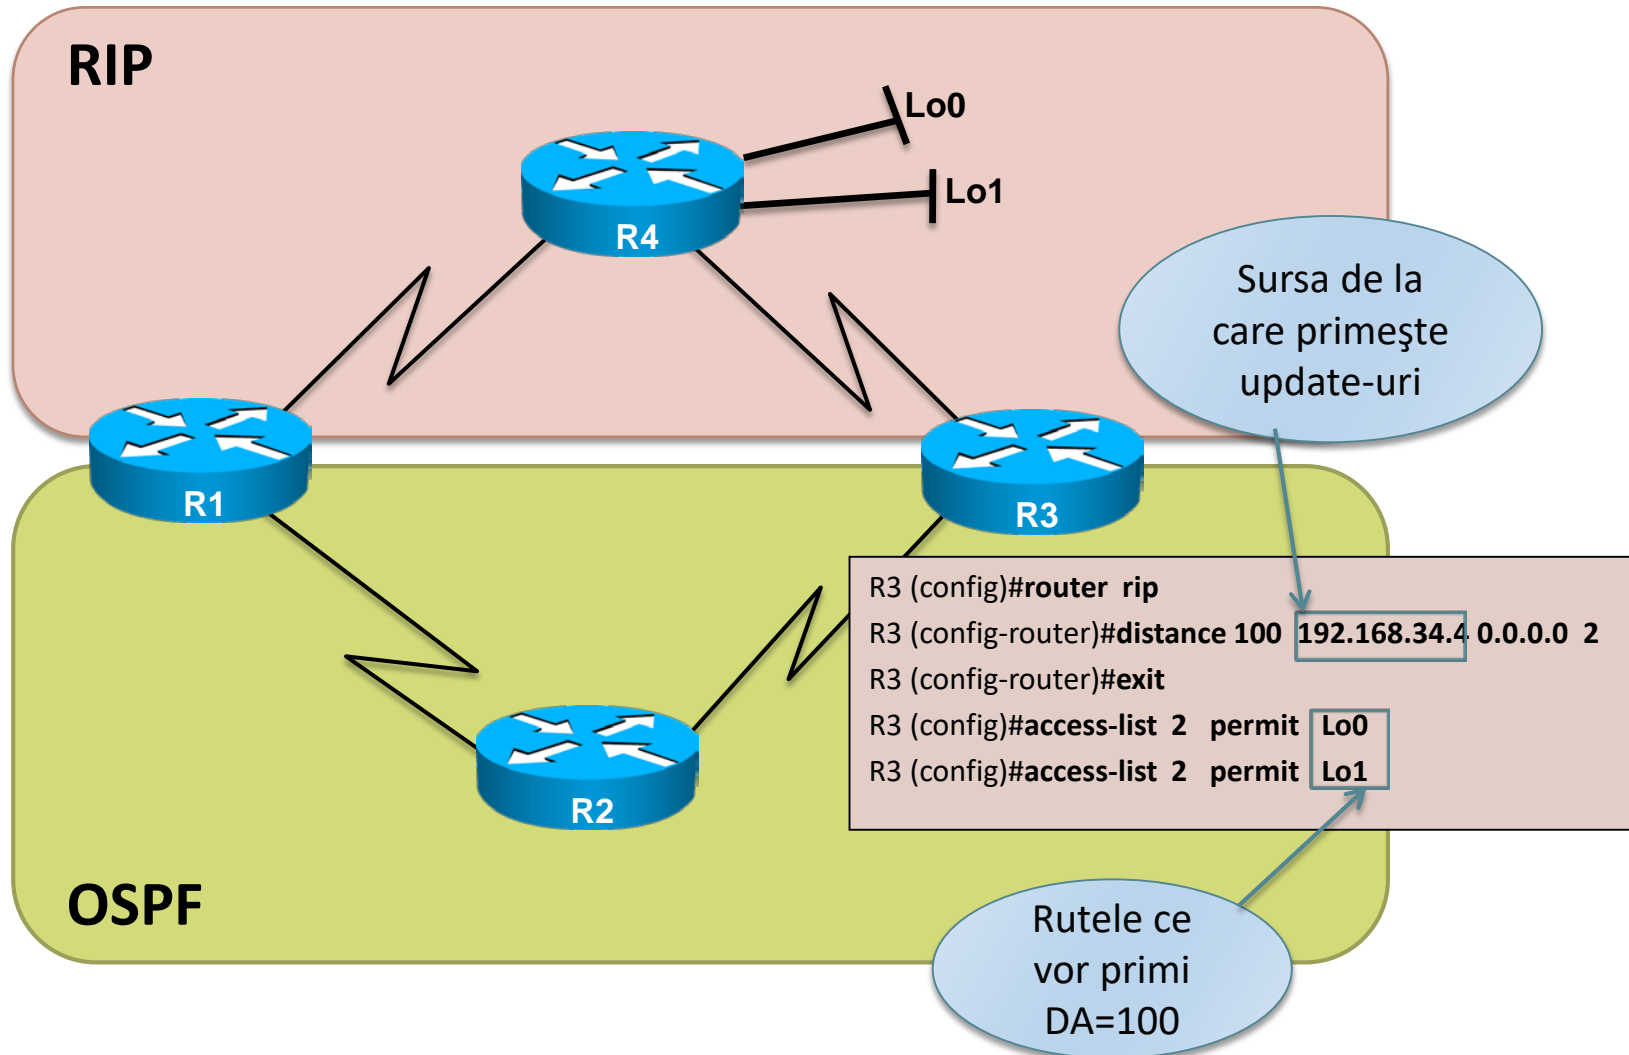 RIP
Lo0
Lo1
R4
Sursa de la
care primeşte
update-uri
R1
R3
R3 (config)#router rip
R3 (config-router)#distance 100 192.168.34.4 0.0.0.0 2
R3 (config-router)#exit
R3 (config)#access-list 2 permit Lo0
R3 (config)#access-list 2 permit Lo1
R2
OSPF
Rutele ce
vor primi
DA=100